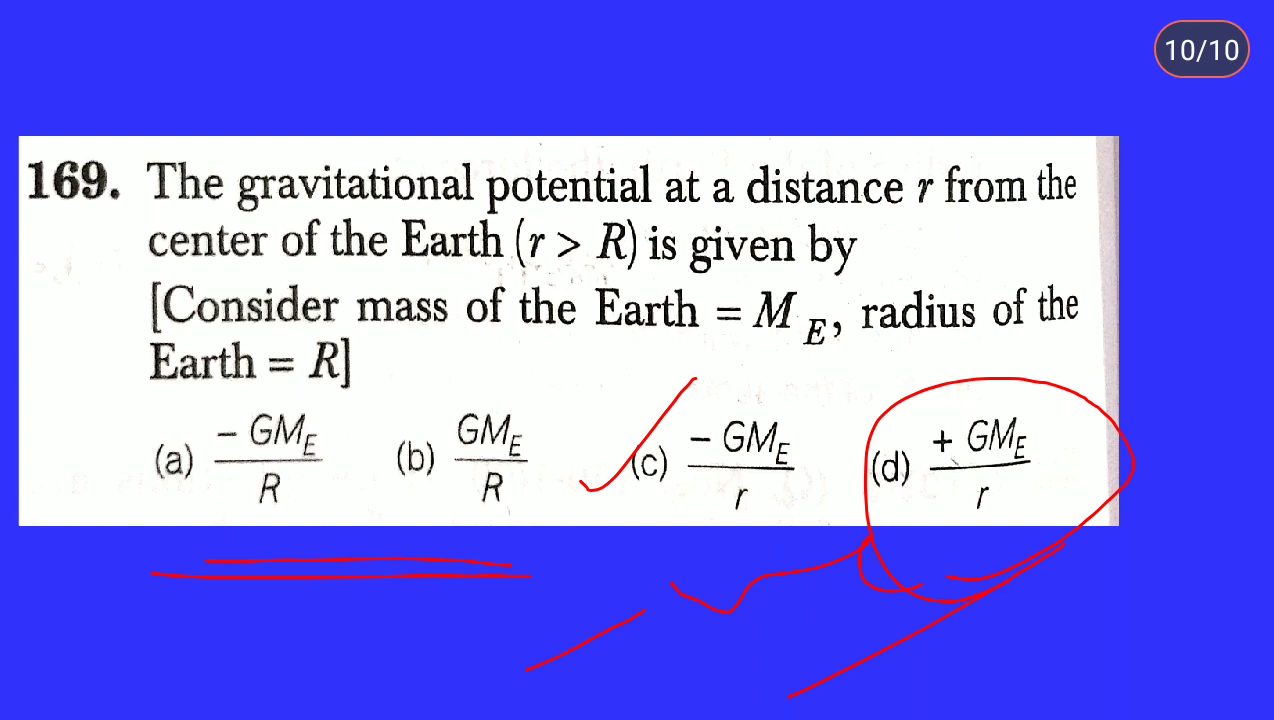 10/10
169. The gravitational potential at a distance r from the
center of the Earth (r > R) is given by
[Consider mass of the Earth = M_E, radius of the
Earth = R]
(a) – GM_E / R (b) GM_E / R (c) – GM_E / r (d) + GM_E / r